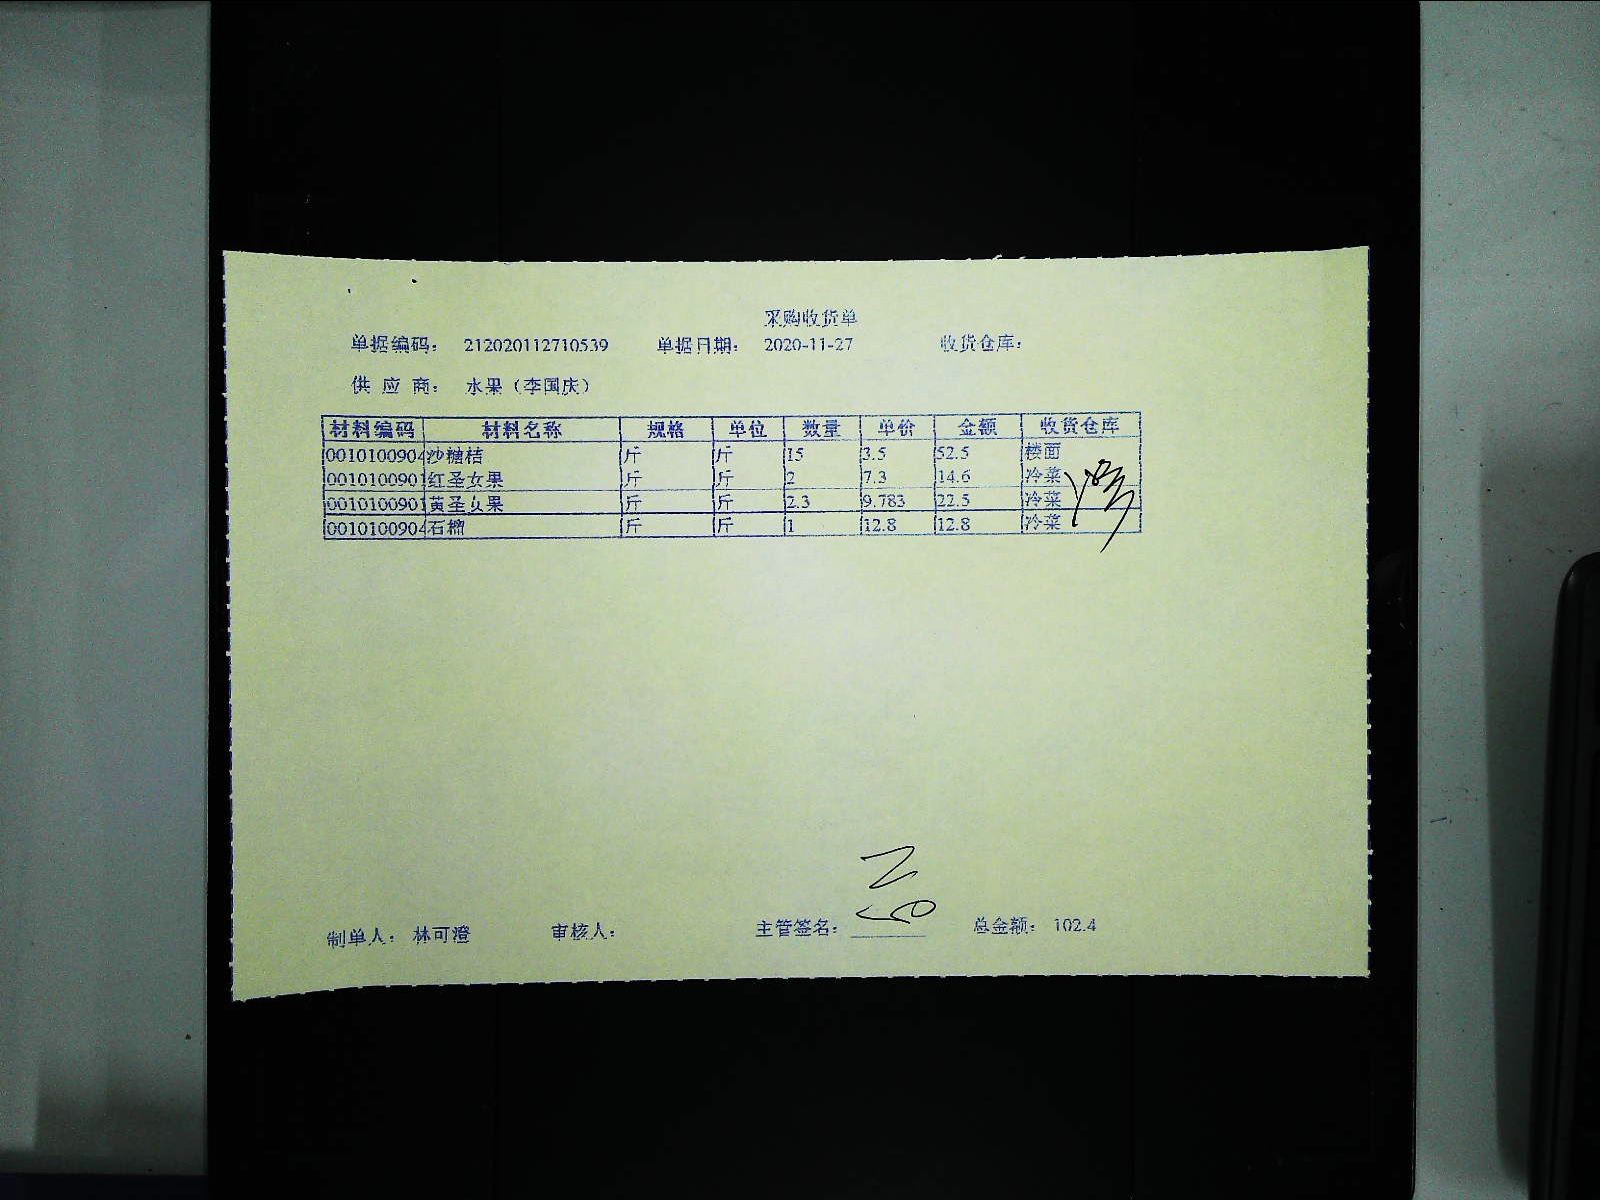 采购收货单
单据编码： 212020112710539 单据日期： 2020-11-27 收货仓库：
供 应 商： 水果（李国庆）
材料编码 材料名称 规格 单位 数量 单价 金额 收货仓库
0010100904 沙糖桔 斤 斤 15 3.5 52.5 楼面
0010100901 红圣女果 斤 斤 2 7.3 14.6 冷菜
0010100901 黄圣女果 斤 斤 2.3 9.783 22.5 冷菜
0010100904 石榴 斤 斤 1 12.8 12.8 冷菜
制单人： 林可澄 审核人： 主管签名： 总金额： 102.4